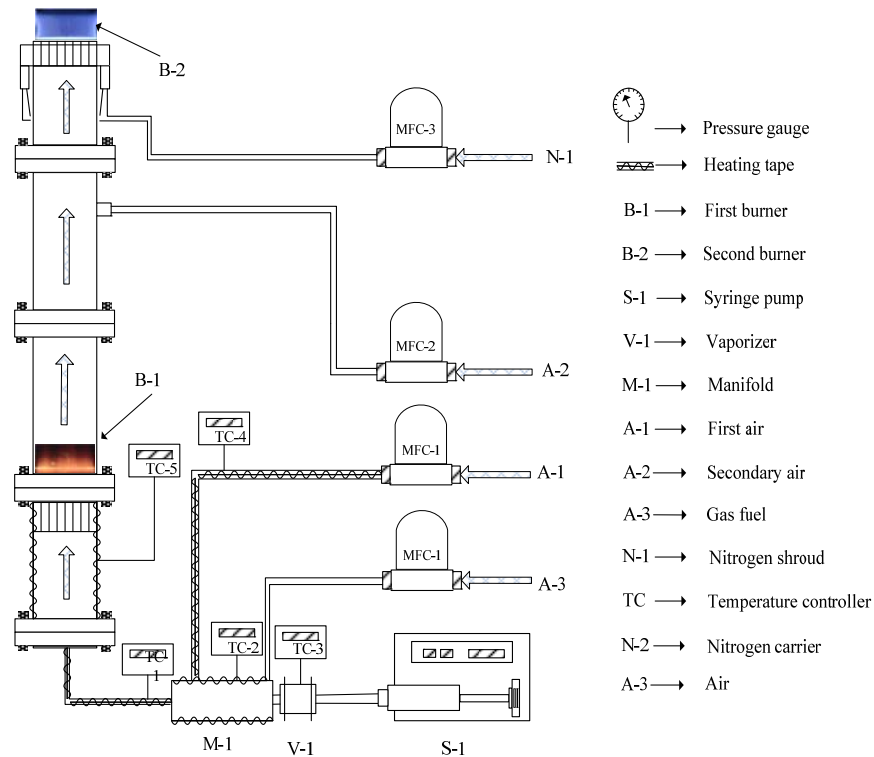 B-2
MFC-3
N-1
MFC-2
A-2
B-1
TC-4
TC-5
MFC-1
A-1
MFC-1
A-3
TC-2
TC-3
TC-
1
M-1
V-1
S-1
Pressure gauge
Heating tape
B-1 First burner
B-2 Second burner
S-1 Syringe pump
V-1 Vaporizer
M-1 Manifold
A-1 First air
A-2 Secondary air
A-3 Gas fuel
N-1 Nitrogen shroud
TC Temperature controller
N-2 Nitrogen carrier
A-3 Air